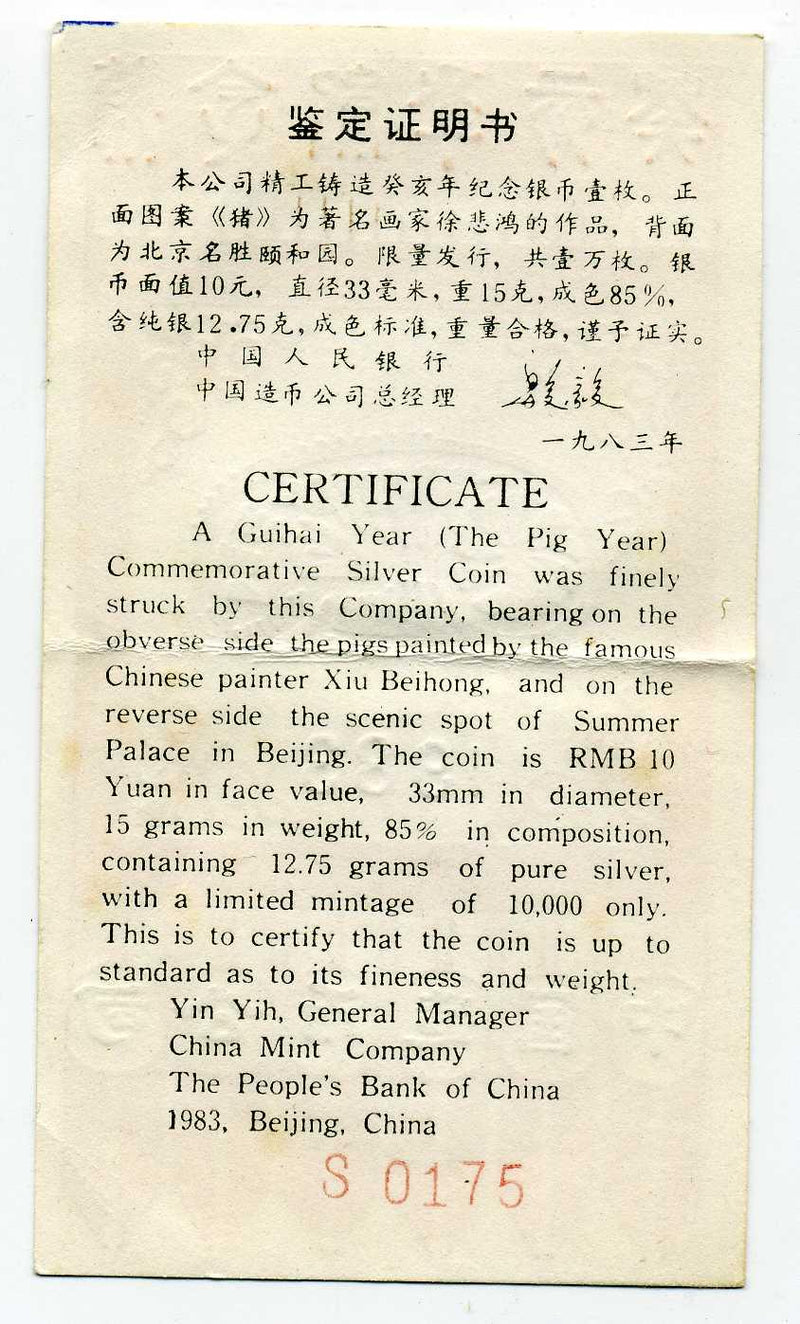 鉴定证明书
本公司精工铸造癸亥年纪念银币壹枚。正
面图案《猪》为著名画家徐悲鸿的作品，背面
为北京名胜颐和园。限量发行，共壹万枚。银
币面值10元，直径33毫米，重15克，成色85%，
含纯银12.75克，成色标准，重量合格，谨予证实。
中国人民银行
中国造币公司总经理
一九八三年
CERTIFICATE
A Guihai Year (The Pig Year)
Commemorative Silver Coin was finely
struck by this Company, bearing on the
obverse side the pigs painted by the famous
Chinese painter Xiu Beihong, and on the
reverse side the scenic spot of Summer
Palace in Beijing. The coin is RMB 10
Yuan in face value, 33mm in diameter,
15 grams in weight, 85% in composition,
containing 12.75 grams of pure silver,
with a limited mintage of 10,000 only.
This is to certify that the coin is up to
standard as to its fineness and weight.
Yin Yih, General Manager
China Mint Company
The People's Bank of China
1983, Beijing, China
S 0175